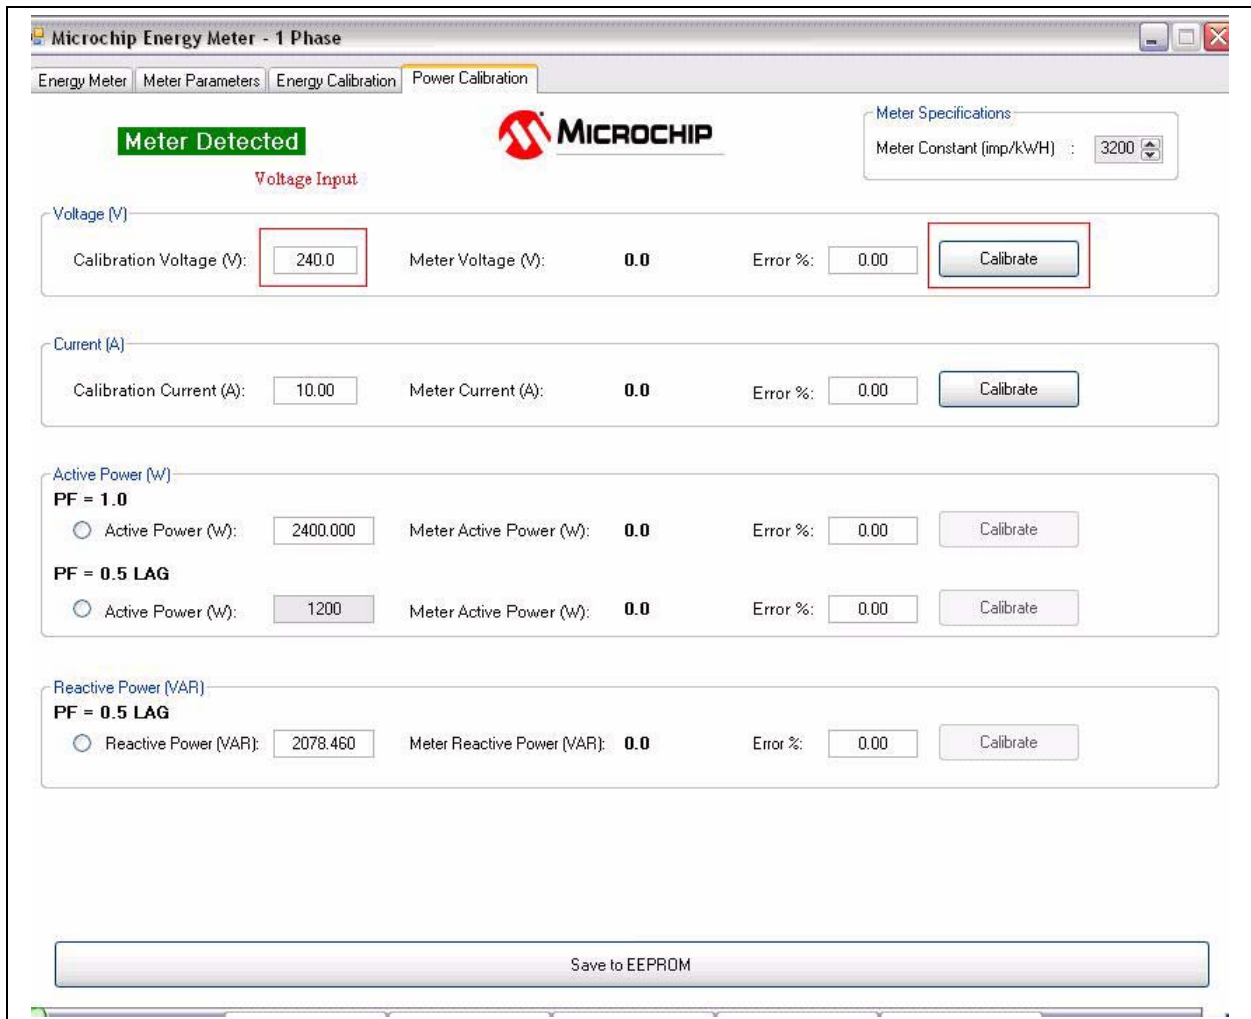 Microchip Energy Meter - 1 Phase
Energy Meter Meter Parameters Energy Calibration Power Calibration
Meter Detected
MICROCHIP
Meter Specifications
Meter Constant (imp/kWH) : 3200
Voltage Input
Voltage (V)
Calibration Voltage (V): 240.0 Meter Voltage (V): 0.0 Error %: 0.00 Calibrate
Current (A)
Calibration Current (A): 10.00 Meter Current (A): 0.0 Error %: 0.00 Calibrate
Active Power (W)
PF = 1.0
Active Power (W): 2400.000 Meter Active Power (W): 0.0 Error %: 0.00 Calibrate
PF = 0.5 LAG
Active Power (W): 1200 Meter Active Power (W): 0.0 Error %: 0.00 Calibrate
Reactive Power (VAR)
PF = 0.5 LAG
Reactive Power (VAR): 2078.460 Meter Reactive Power (VAR): 0.0 Error %: 0.00 Calibrate
Save to EEPROM